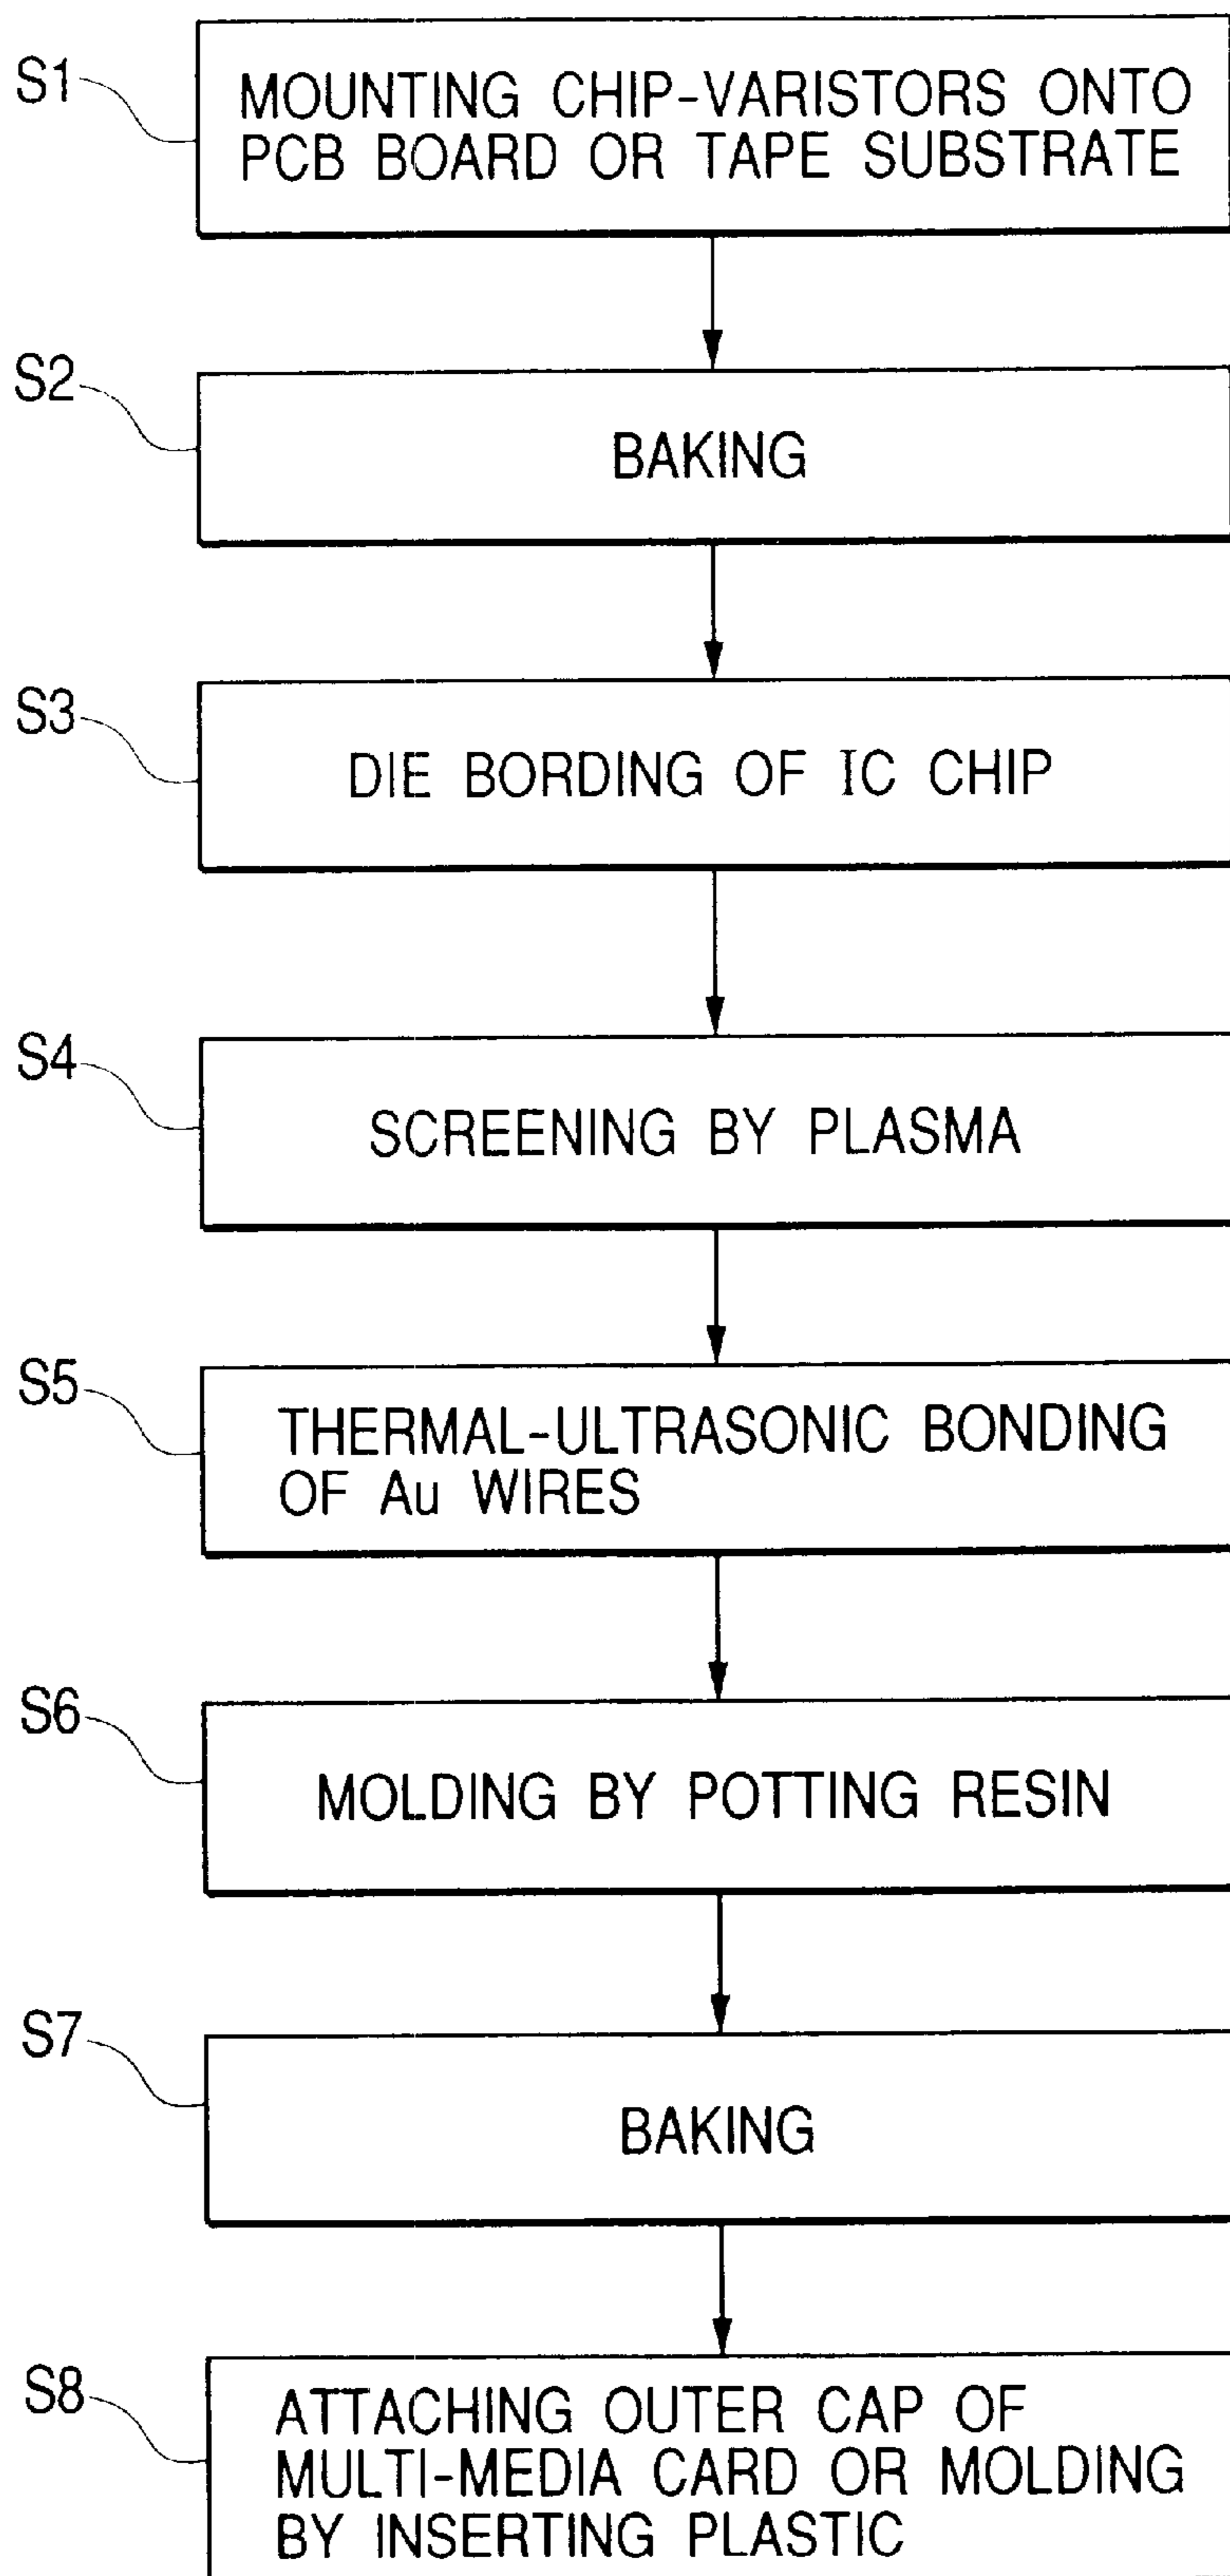 S1
MOUNTING CHIP-VARISTORS ONTO
PCB BOARD OR TAPE SUBSTRATE
S2
BAKING
S3
DIE BORDING OF IC CHIP
S4
SCREENING BY PLASMA
S5
THERMAL-ULTRASONIC BONDING
OF Au WIRES
S6
MOLDING BY POTTING RESIN
S7
BAKING
S8
ATTACHING OUTER CAP OF
MULTI-MEDIA CARD OR MOLDING
BY INSERTING PLASTIC